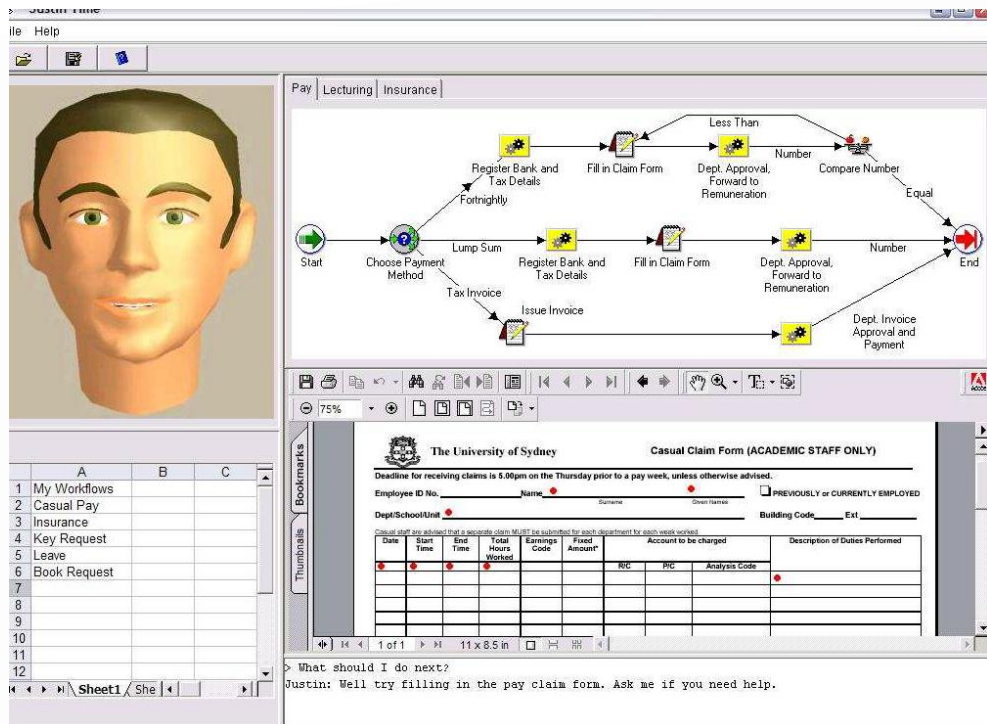 Justin Time
ile Help
Pay Lecturing Insurance
Less Than
Number
Register Bank and
Tax Details
Fill in Claim Form
Dept. Approval,
Forward to
Remuneration
Compare Number
Fortnightly
Equal
Start
Choose Payment
Method
Lump Sum
Register Bank and
Tax Details
Fill in Claim Form
Dept. Approval,
Forward to
Remuneration
Number
End
Tax Invoice
Issue Invoice
Dept. Invoice
Approval and
Payment
75%
Adobe
Bookmarks
Thumbnails
The University of Sydney
Casual Claim Form (ACADEMIC STAFF ONLY)
Deadline for receiving claims is 5.00pm on the Thursday prior to a pay week, unless otherwise advised.
Employee ID No. Name PREVIOUSLY or CURRENTLY EMPLOYED
Surname Given Names
Dept/School/Unit Building Code Ext
Casual staff are advised that a separate claim MUST be submitted for each department for each week worked.
Date Start Time End Time Total Hours Worked Earnings Code Fixed Amount* Account to be charged Description of Duties Performed
R/C P/C Analysis Code
1 of 1 11 x 8.5 in
A B C
1 My Workflows
2 Casual Pay
3 Insurance
4 Key Request
5 Leave
6 Book Request
7
8
9
10
11
12
Sheet1 She
> What should I do next?
Justin: Well try filling in the pay claim form. Ask me if you need help.